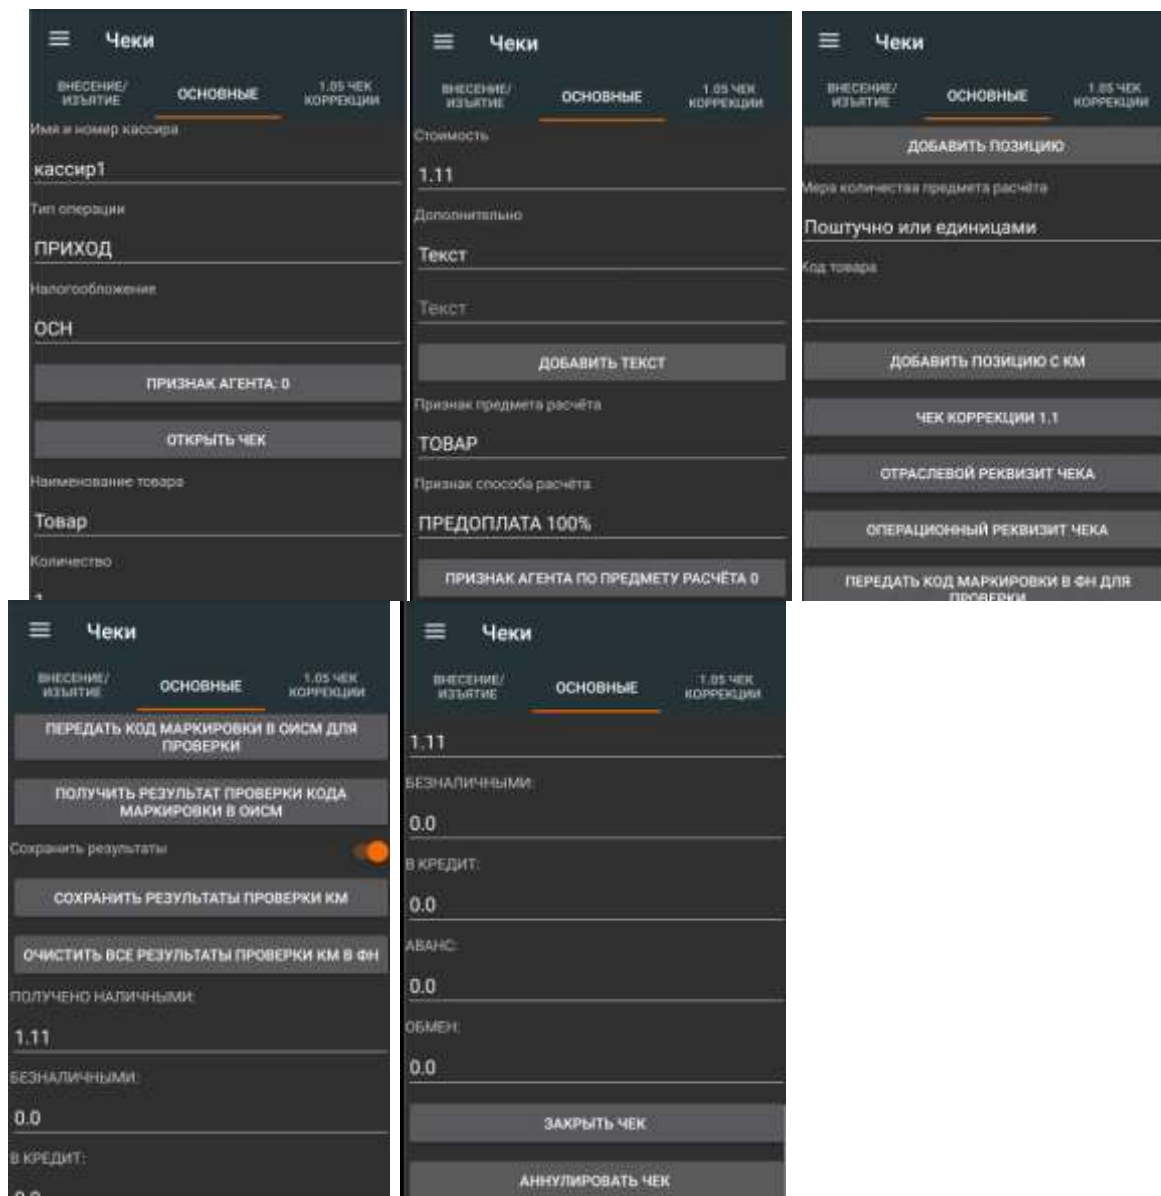 Чеки
ВНЕСЕНИЕ/
ИЗЪЯТИЕ
ОСНОВНЫЕ
1.05 ЧЕК
КОРРЕКЦИИ
Имя и номер кассира
кассир1
Тип операции
ПРИХОД
Налогообложение
ОСН
ПРИЗНАК АГЕНТА: 0
ОТКРЫТЬ ЧЕК
Наименование товара
Товар
Количество
1
Чеки
ВНЕСЕНИЕ/
ИЗЪЯТИЕ
ОСНОВНЫЕ
1.05 ЧЕК
КОРРЕКЦИИ
Стоимость
1.11
Дополнительно
Текст
Текст
ДОБАВИТЬ ТЕКСТ
Признак предмета расчёта
ТОВАР
Признак способа расчёта
ПРЕДОПЛАТА 100%
ПРИЗНАК АГЕНТА ПО ПРЕДМЕТУ РАСЧЁТА 0
Чеки
ВНЕСЕНИЕ/
ИЗЪЯТИЕ
ОСНОВНЫЕ
1.05 ЧЕК
КОРРЕКЦИИ
ДОБАВИТЬ ПОЗИЦИЮ
Мера количества предмета расчёта
Поштучно или единицами
Код товара
ДОБАВИТЬ ПОЗИЦИЮ С КМ
ЧЕК КОРРЕКЦИИ 1.1
ОТРАСЛЕВОЙ РЕКВИЗИТ ЧЕКА
ОПЕРАЦИОННЫЙ РЕКВИЗИТ ЧЕКА
ПЕРЕДАТЬ КОД МАРКИРОВКИ В ФН ДЛЯ
ПРОВЕРКИ
Чеки
ВНЕСЕНИЕ/
ИЗЪЯТИЕ
ОСНОВНЫЕ
1.05 ЧЕК
КОРРЕКЦИИ
ПЕРЕДАТЬ КОД МАРКИРОВКИ В ОИСМ ДЛЯ
ПРОВЕРКИ
ПОЛУЧИТЬ РЕЗУЛЬТАТ ПРОВЕРКИ КОДА
МАРКИРОВКИ В ОИСМ
Сохранить результаты
СОХРАНИТЬ РЕЗУЛЬТАТЫ ПРОВЕРКИ КМ
ОЧИСТИТЬ ВСЕ РЕЗУЛЬТАТЫ ПРОВЕРКИ КМ В ФН
ПОЛУЧЕНО НАЛИЧНЫМИ:
1.11
БЕЗНАЛИЧНЫМИ:
0.0
В КРЕДИТ:
0.0
Чеки
ВНЕСЕНИЕ/
ИЗЪЯТИЕ
ОСНОВНЫЕ
1.05 ЧЕК
КОРРЕКЦИИ
1.11
БЕЗНАЛИЧНЫМИ:
0.0
В КРЕДИТ:
0.0
АВАНС:
0.0
ОБМЕН:
0.0
ЗАКРЫТЬ ЧЕК
АННУЛИРОВАТЬ ЧЕК